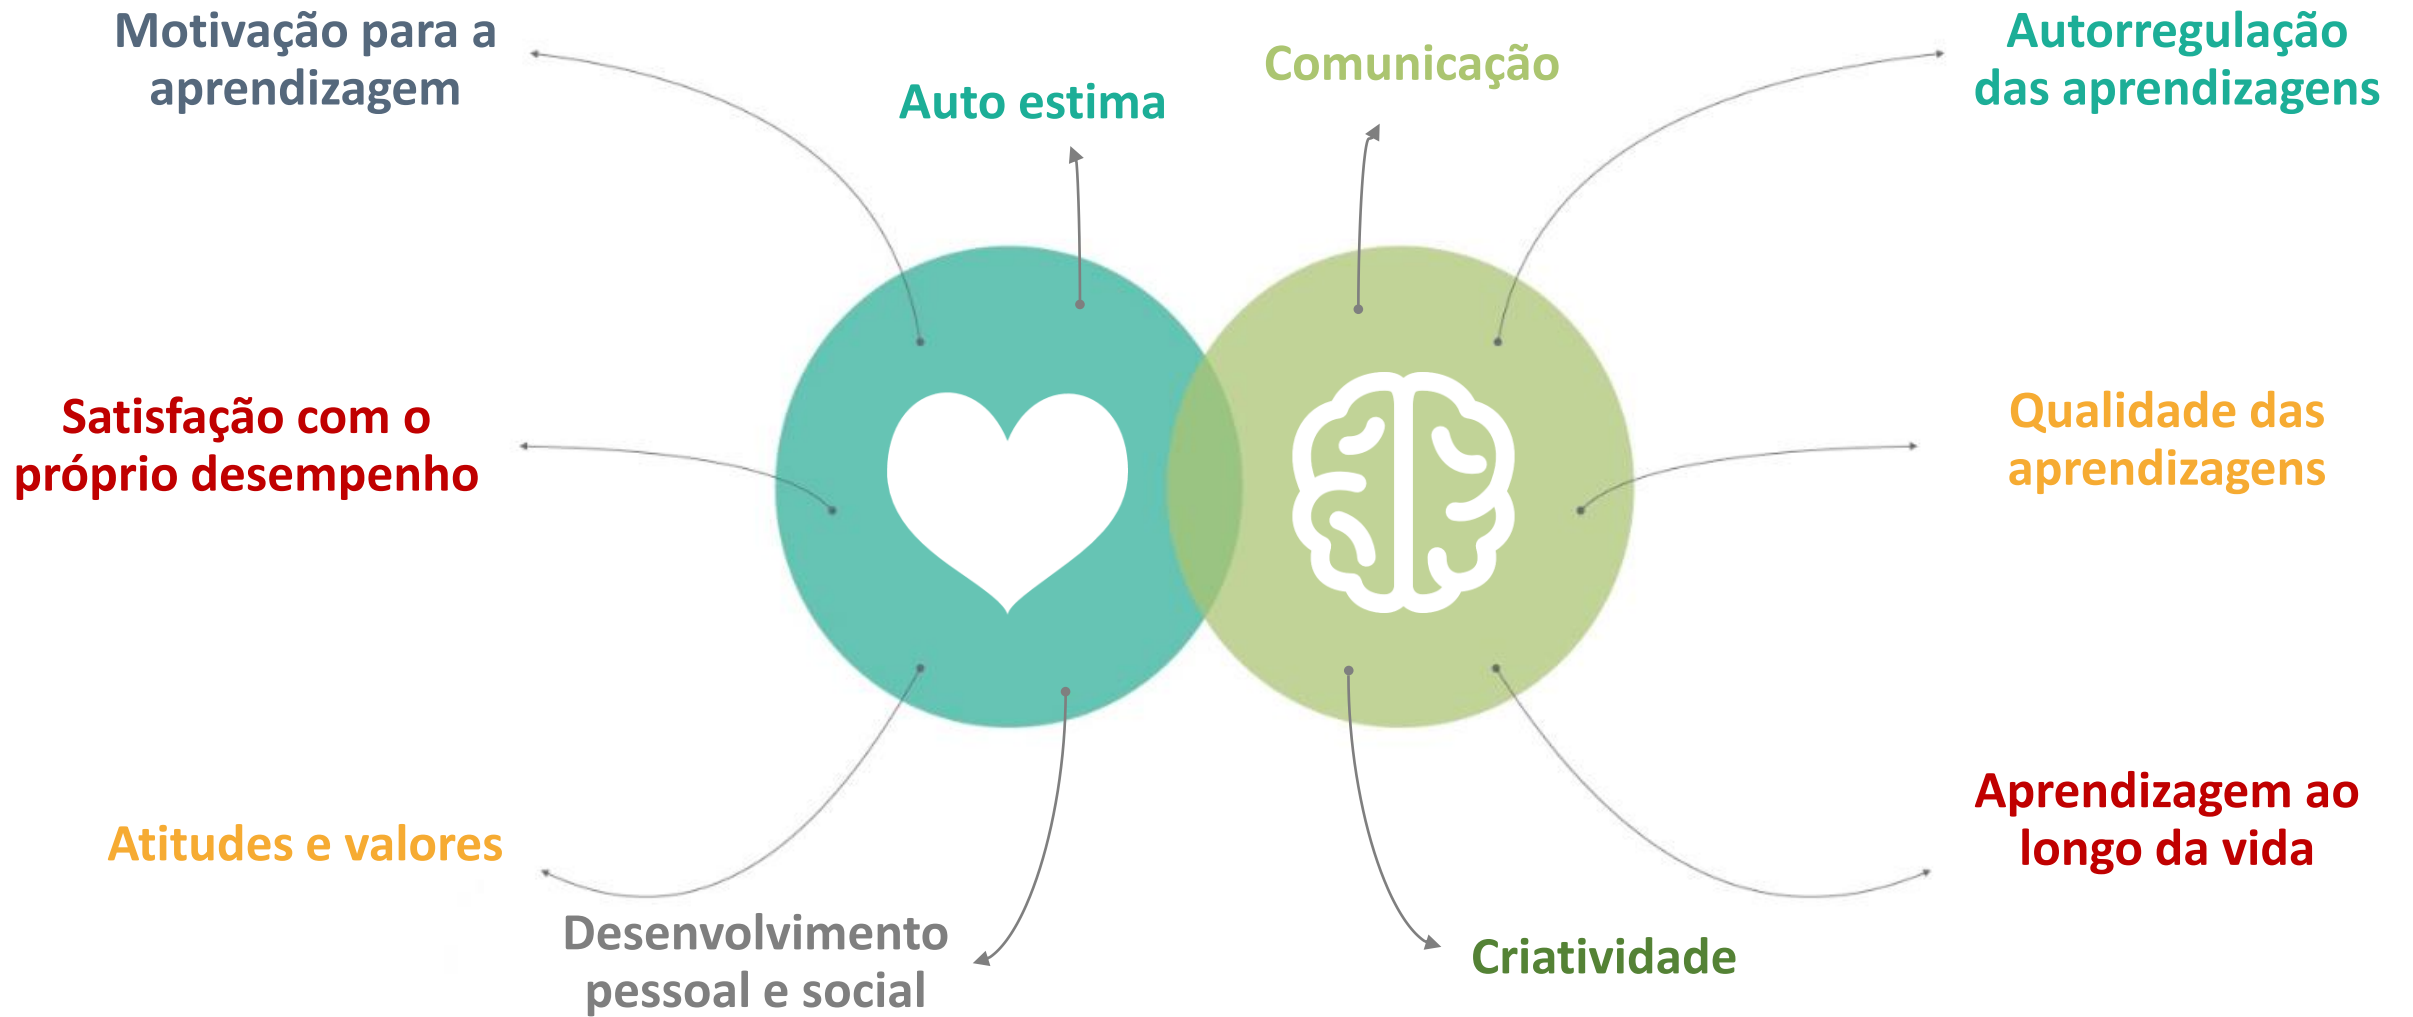 Motivação para a
aprendizagem
Auto estima
Comunicação
Autorregulação
das aprendizagens
Satisfação com o
próprio desempenho
Qualidade das
aprendizagens
Atitudes e valores
Aprendizagem ao
longo da vida
Desenvolvimento
pessoal e social
Criatividade